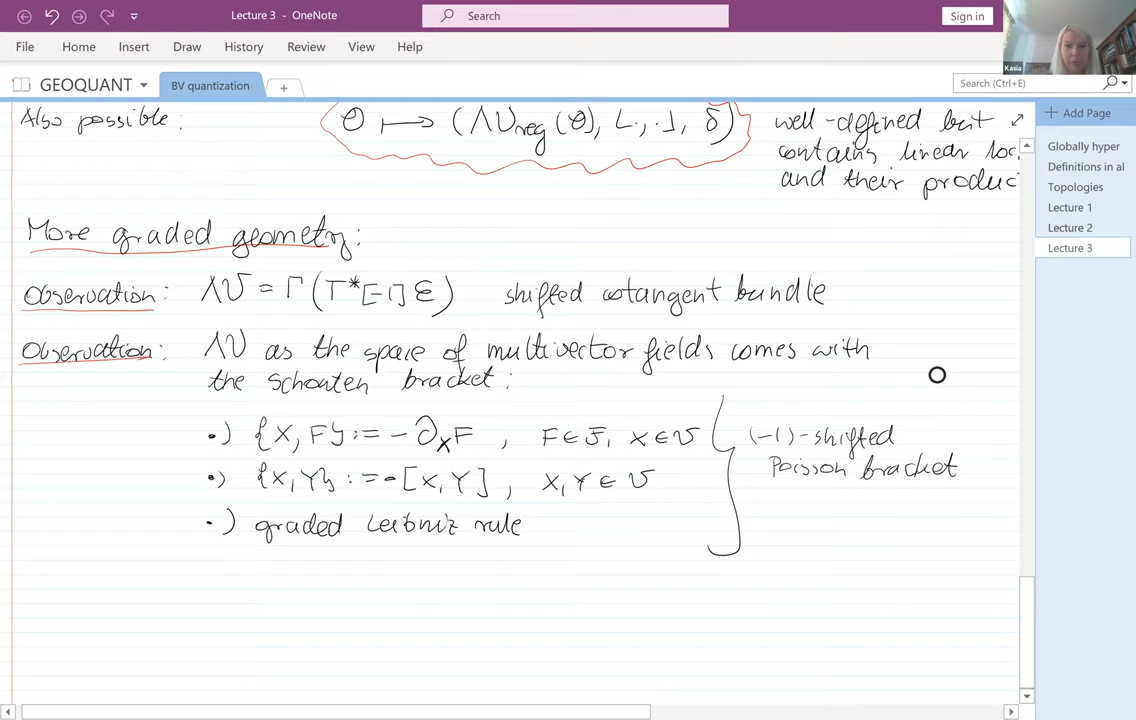 Lecture 3 - OneNote
Search
Sign in
File Home Insert Draw History Review View Help
Kasia
GEOQUANT
BV quantization
Search (Ctrl+E)
Add Page
Globally hyper
Definitions in al
Topologies
Lecture 1
Lecture 2
Lecture 3
Also possible: O ↦ (ΛV_reg(O), ⌊.,.⌋, δ) well-defined but
contains linear loc
and their produc
More graded geometry:
Observation: ΛV = Γ(T*[-1]ℰ) shifted cotangent bundle
Observation: ΛV as the space of multivector fields comes with
the Schouten bracket:
•) {X, F} := -∂_X F , F ∈ F, X ∈ V
•) {X, Y} := -[X, Y] , X, Y ∈ V
•) graded Leibniz rule
(-1)-shifted
Poisson bracket